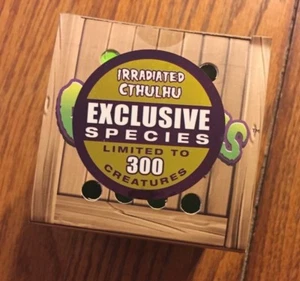 IRRADIATED
CTHULHU
EXCLUSIVE
SPECIES
LIMITED TO
300
CREATURES